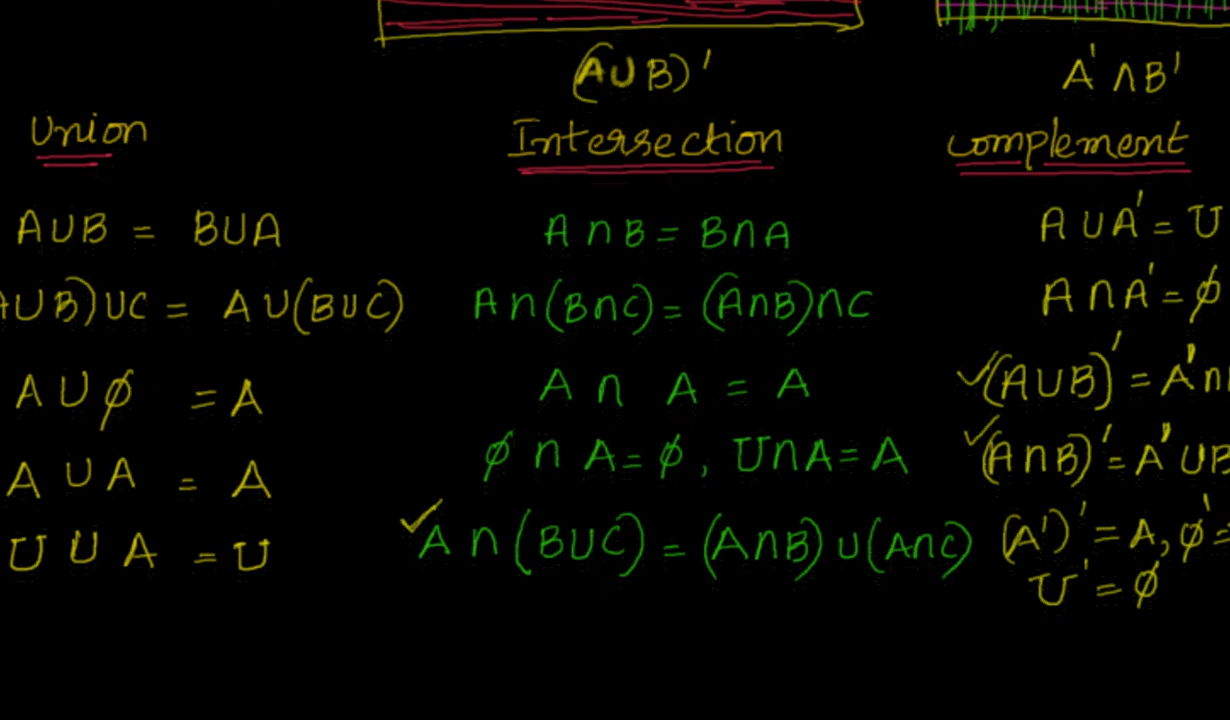 (A∪B)'
A'∩B'
Union
Intersection
complement
A∪B = B∪A
A∩B = B∩A
A∪A' = U
∪B)∪C = A∪(B∪C)
A∩(B∩C) = (A∩B)∩C
A∩A' = ϕ
A∪ϕ = A
A ∩ A = A
✓(A∪B)' = A'∩
A∪A = A
ϕ∩A=ϕ, U∩A=A
✓(A∩B)' = A'∪B
U∪A = U
✓A∩(B∪C) = (A∩B)∪(A∩C)
(A')' = A, ϕ' =
U' = ϕ